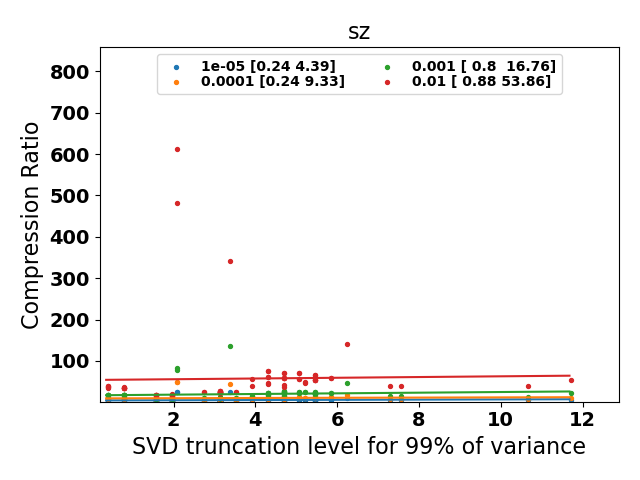 sz
1e-05 [0.24 4.39]
0.0001 [0.24 9.33]
0.001 [ 0.8  16.76]
0.01 [ 0.88 53.86]
Compression Ratio
800
700
600
500
400
300
200
100
2 4 6 8 10 12
SVD truncation level for 99% of variance